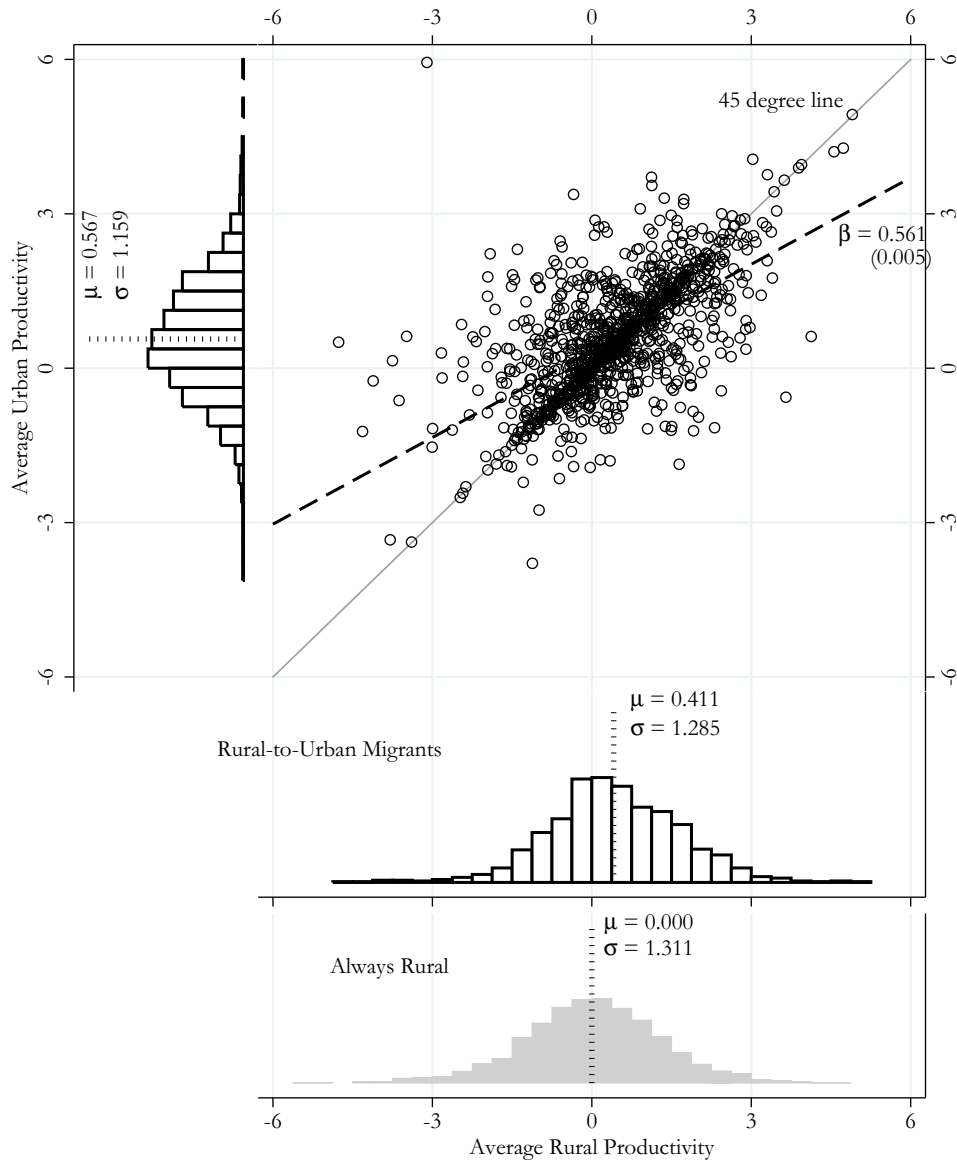 -6 -3 0 3 6
6
3
0
-3
-6
Average Urban Productivity
μ = 0.567
σ = 1.159
45 degree line
β = 0.561
(0.005)
6
3
0
-3
-6
μ = 0.411
σ = 1.285
Rural-to-Urban Migrants
μ = 0.000
σ = 1.311
Always Rural
-6 -3 0 3 6
Average Rural Productivity